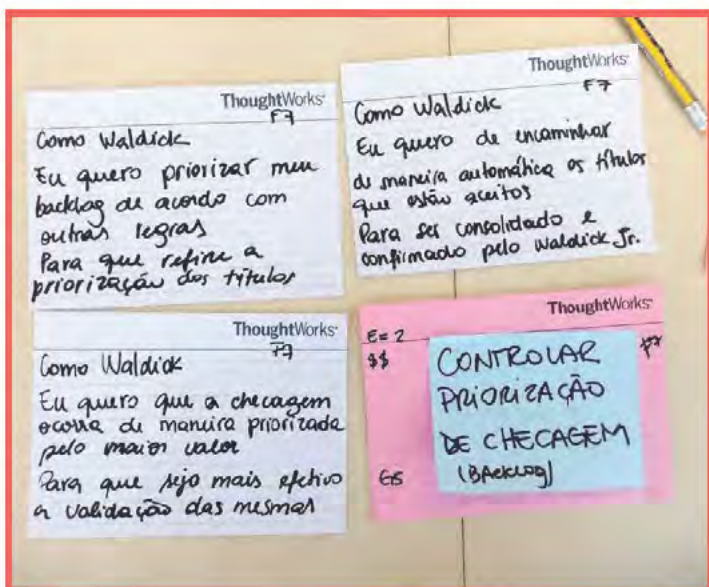 ThoughtWorks®
F7
Como Waldick
Eu quero priorizar meu
backlog de acordo com
outras regras
Para que refine a
priorização dos títulos
ThoughtWorks®
F7
Como Waldick
Eu quero de encaminhar
de maneira automática os títulos
que estão aceitos
Para ser consolidado e
confirmado pelo Waldick Jr.
ThoughtWorks®
F7
Como Waldick
Eu quero que a checagem
ocorra de maneira priorizada
pelo maior valor
Para que seja mais efetivo
a validação das mesmas
ThoughtWorks®
E=2
$$
F7
CONTROLAR
PRIORIZAÇÃO
DE CHECAGEM
(BACKLOG)